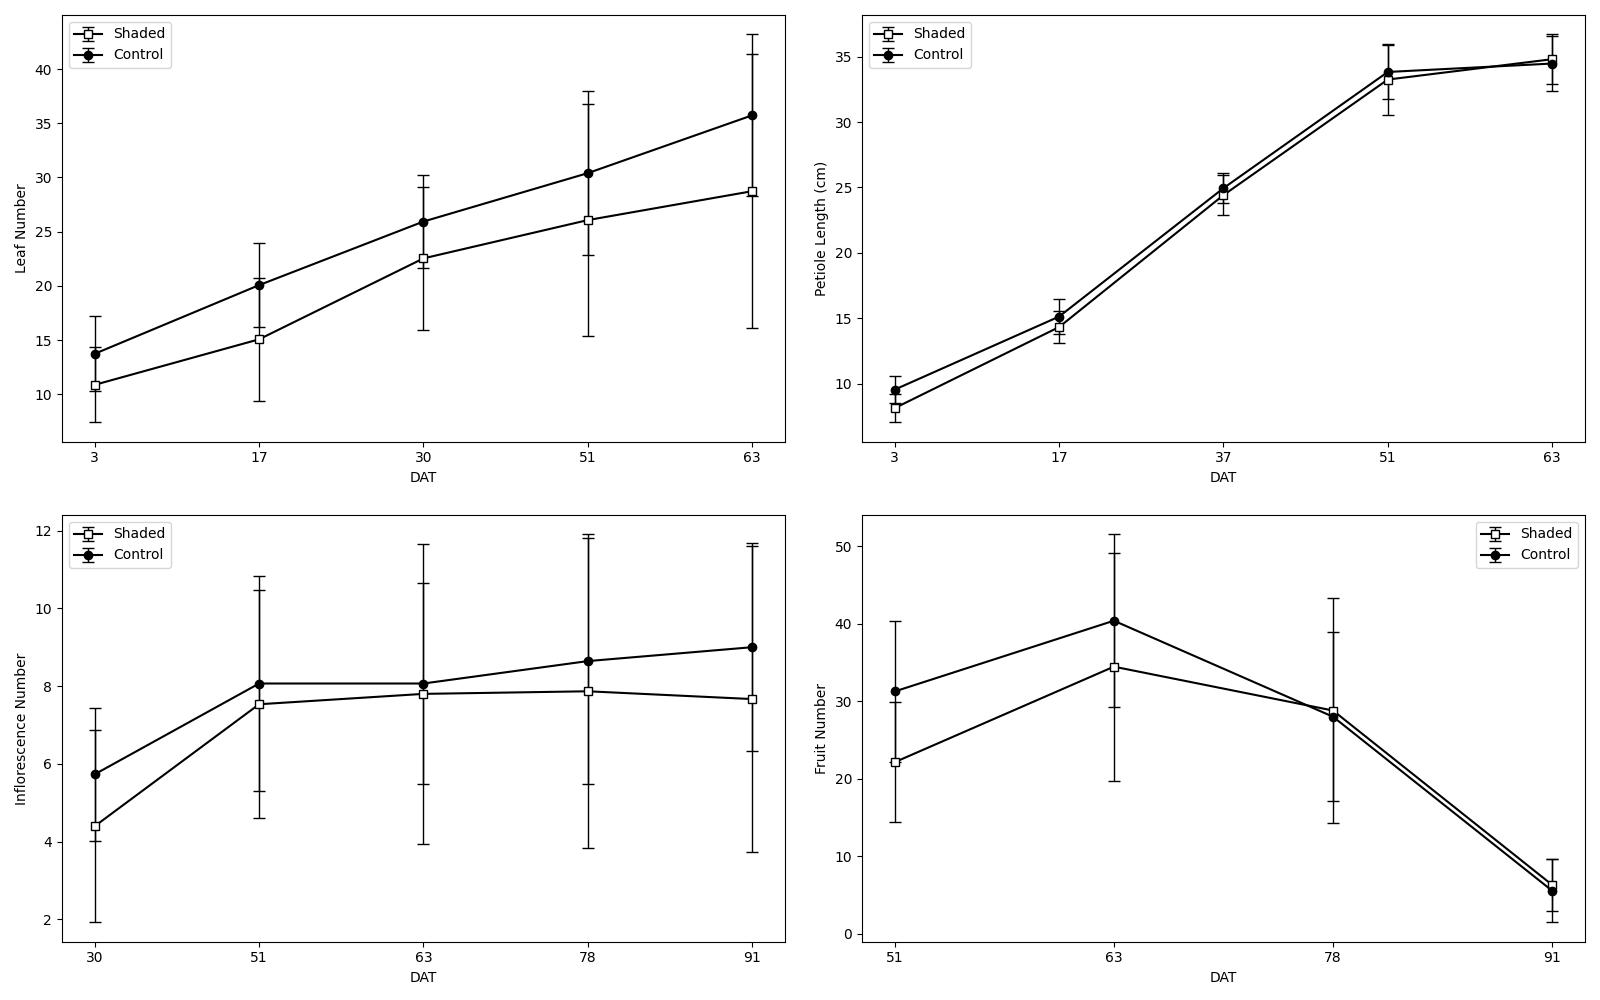 Shaded
Control
40
35
30
25
20
15
10
Leaf Number
3 17 30 51 63
DAT
Shaded
Control
35
30
25
20
15
10
Petiole Length (cm)
3 17 37 51 63
DAT
Shaded
Control
12
10
8
6
4
2
Inflorescence Number
30 51 63 78 91
DAT
Shaded
Control
50
40
30
20
10
0
Fruit Number
51 63 78 91
DAT